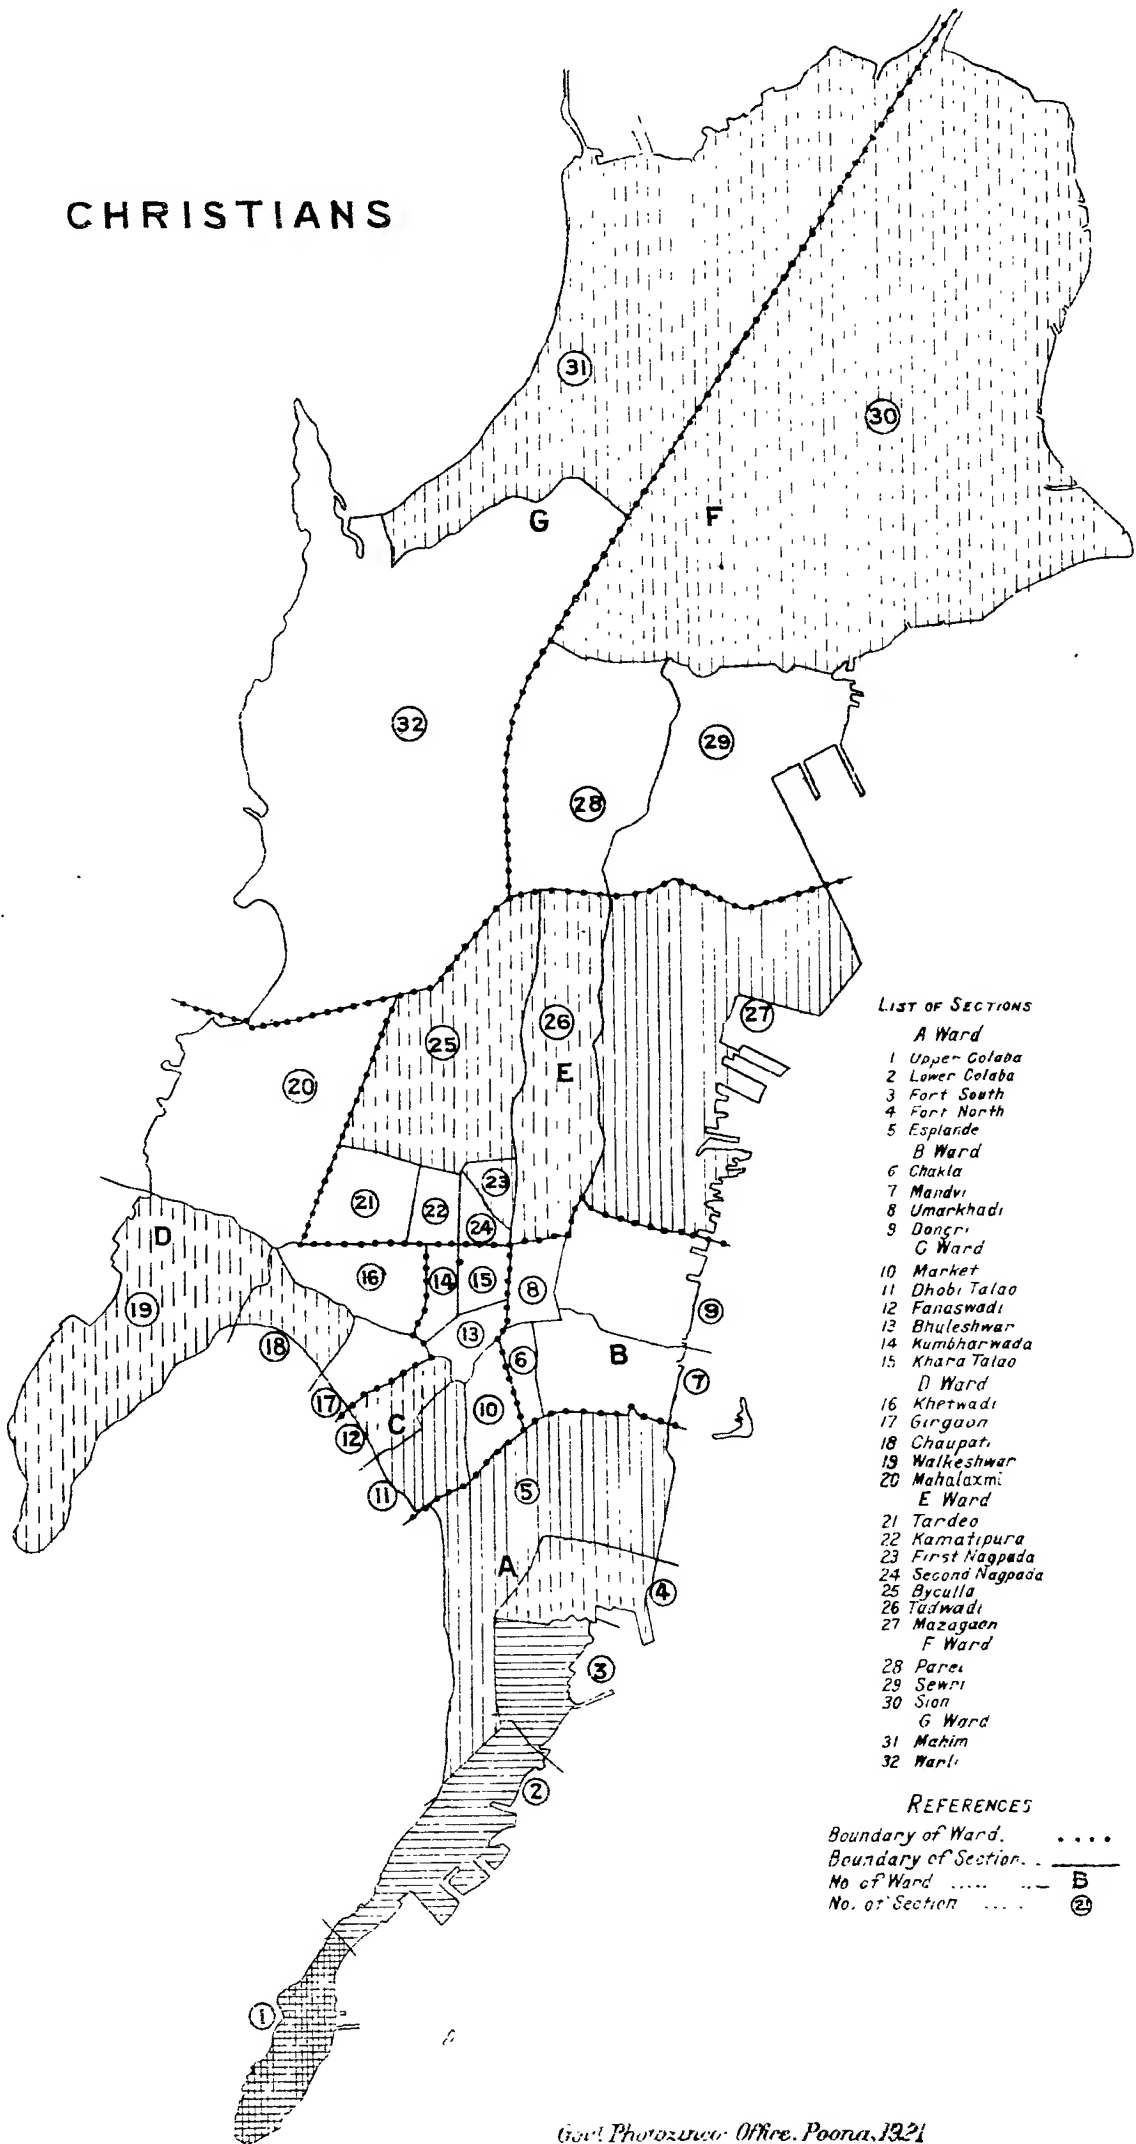 CHRISTIANS
31
30
G
F
32
29
28
27
26
25
E
20
23
21
22
24
D
16
14
15
8
19
9
13
18
6
B
7
17
10
C
12
11
5
A
4
3
2
1
LIST OF SECTIONS
A Ward
1 Upper Colaba
2 Lower Colaba
3 Fort South
4 Fort North
5 Esplande
B Ward
6 Chakla
7 Mandvi
8 Umarkhadi
9 Dongri
C Ward
10 Market
11 Dhobi Talao
12 Fanaswadi
13 Bhuleshwar
14 Kumbharwada
15 Khara Talao
D Ward
16 Khetwadi
17 Girgaon
18 Chaupati
19 Walkeshwar
20 Mahalaxmi
E Ward
21 Tardeo
22 Kamatipura
23 First Nagpada
24 Second Nagpada
25 Byculla
26 Tadwadi
27 Mazagaon
F Ward
28 Parel
29 Sewri
30 Sion
G Ward
31 Mahim
32 Warli
REFERENCES
Boundary of Ward. . . . .
Boundary of Section. . 
No of Ward ..... ... B
No. of Section .... 21
Govt Photozinco Office, Poona, 1921